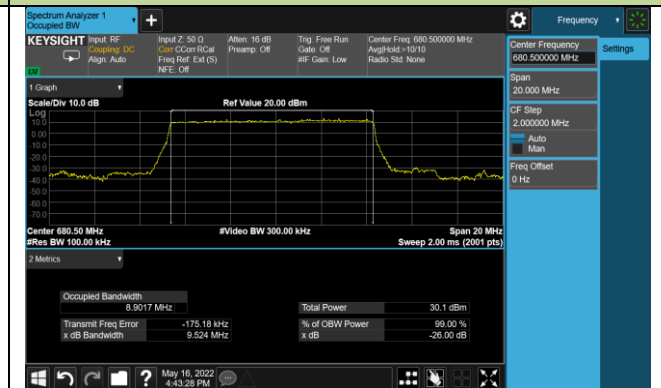 Spectrum Analyzer 1
Occupied BW
KEYSIGHT
Input: RF
Coupling: DC
Align: Auto
Input Z: 50 Ω
Corr CCorr RCal
Freq Ref: Ext (S)
NFE: Off
Atten: 16 dB
Preamp: Off
Trig: Free Run
Gate: Off
#IF Gain: Low
Center Freq: 680.500000 MHz
Avg|Hold:>10/10
Radio Std: None
LW
1 Graph
Scale/Div 10.0 dB
Ref Value 20.00 dBm
Log
10.0
0.00
-10.0
-20.0
-30.0
-40.0
-50.0
-60.0
-70.0
Center 680.50 MHz
#Video BW 300.00 kHz
Span 20 MHz
#Res BW 100.00 kHz
Sweep 2.00 ms (2001 pts)
2 Metrics
Occupied Bandwidth
8.9017 MHz
Total Power 30.1 dBm
Transmit Freq Error -175.18 kHz
% of OBW Power 99.00 %
x dB Bandwidth 9.524 MHz
x dB -26.00 dB
May 16, 2022
4:43:28 PM
Frequency
Settings
Center Frequency
680.500000 MHz
Span
20.000 MHz
CF Step
2.000000 MHz
Auto
Man
Freq Offset
0 Hz